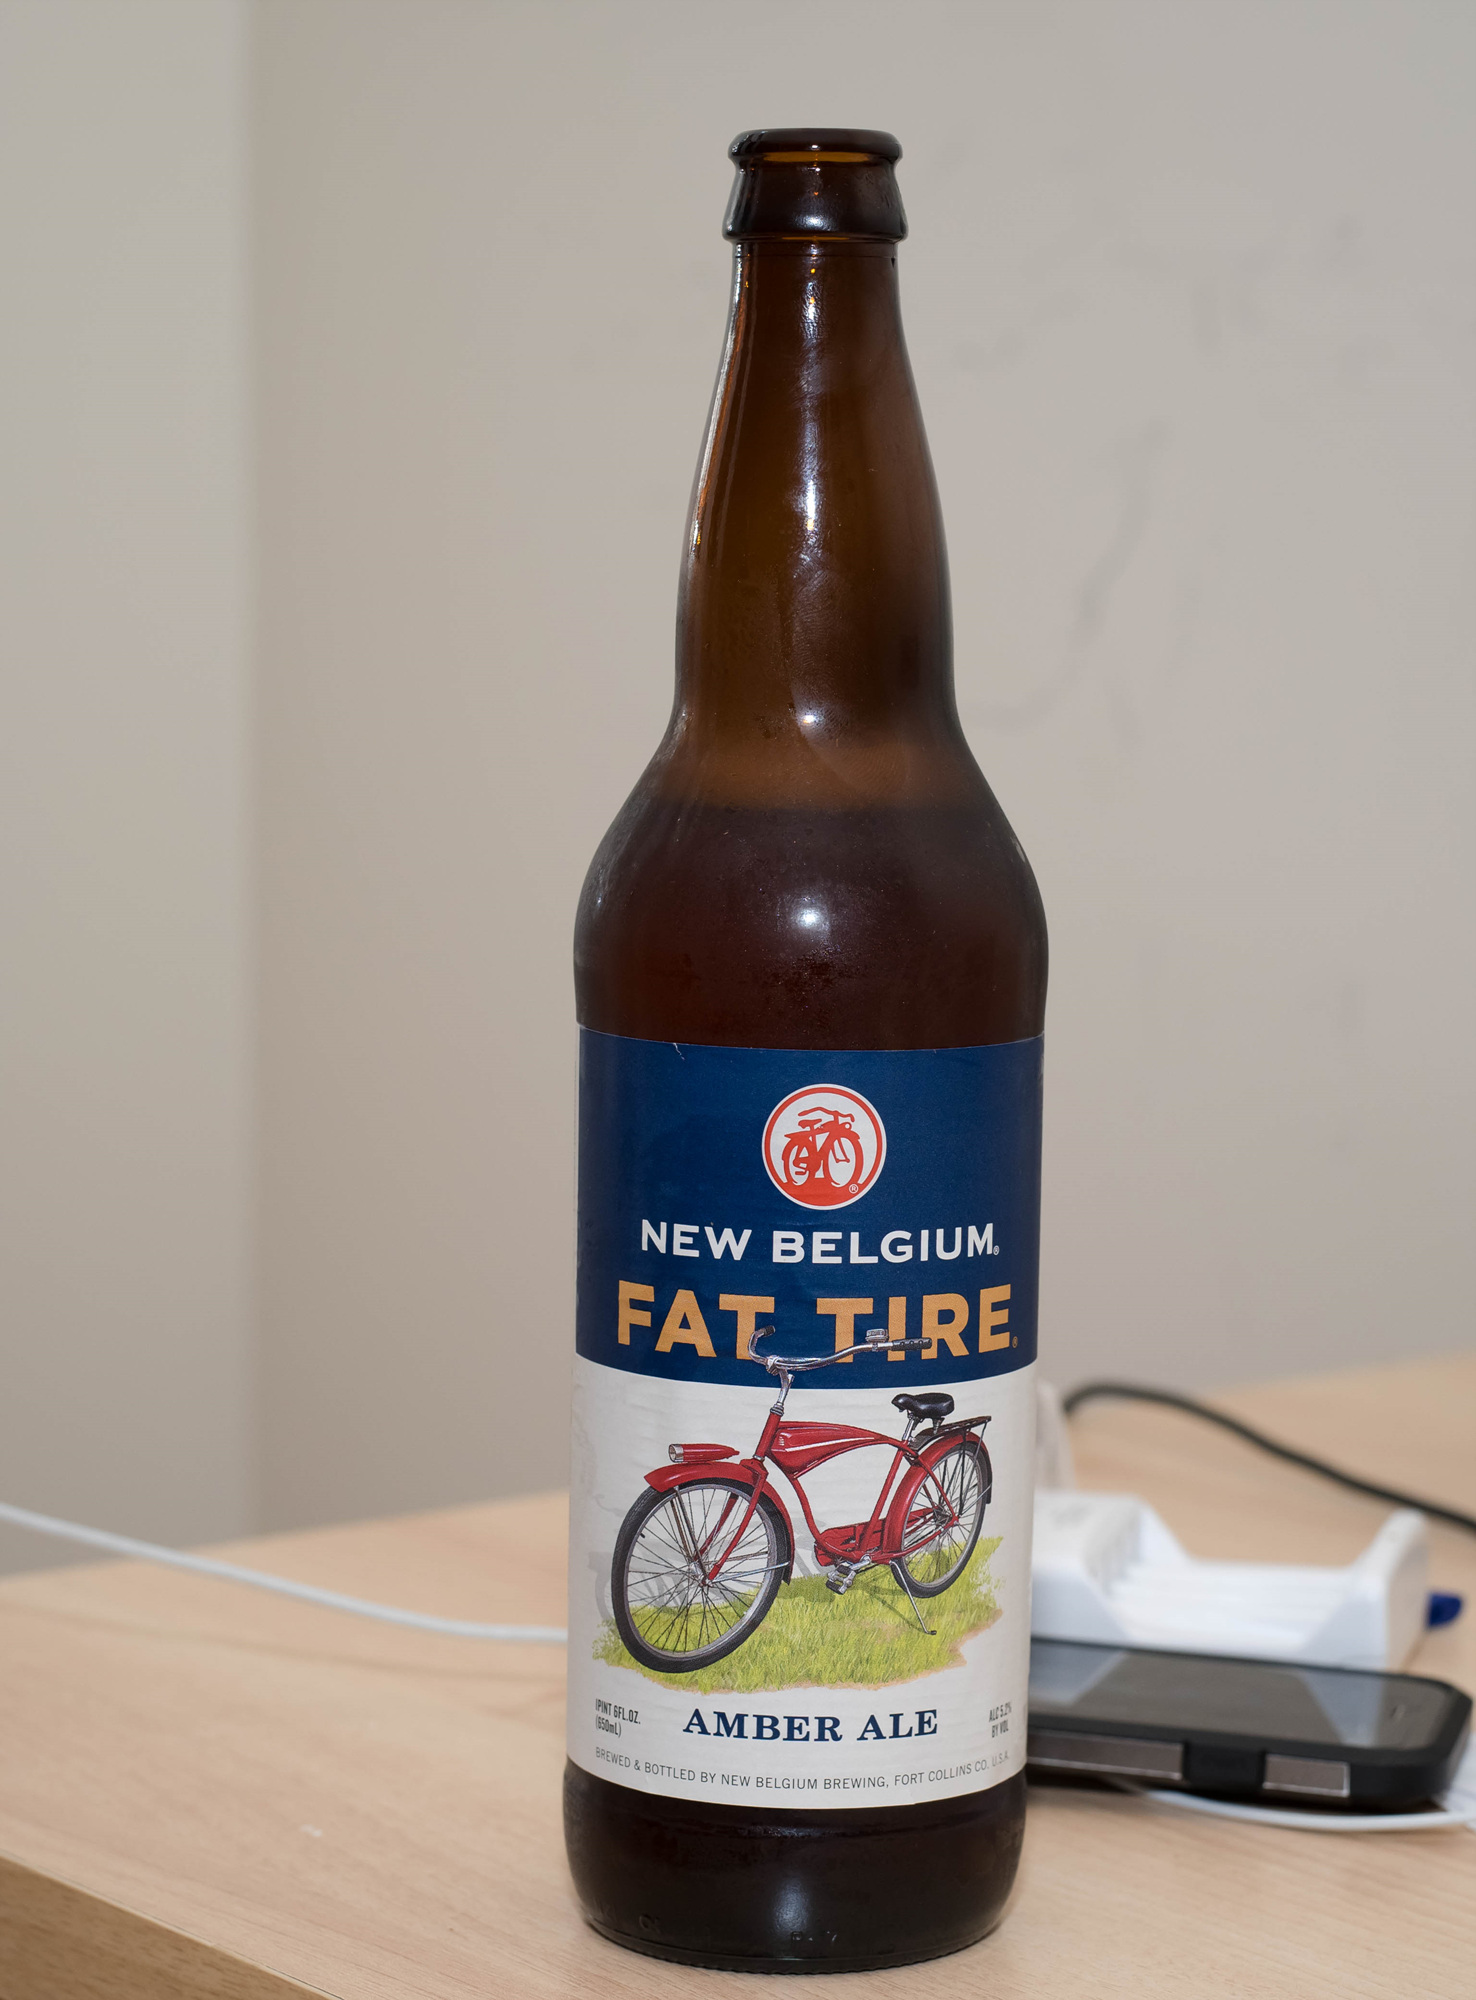 NEW BELGIUM®
FAT TIRE®
1PINT 6FL.OZ.
(650mL)
AMBER ALE
ALC 5.2%
BY VOL
BREWED & BOTTLED BY NEW BELGIUM BREWING, FORT COLLINS CO. U.S.A.